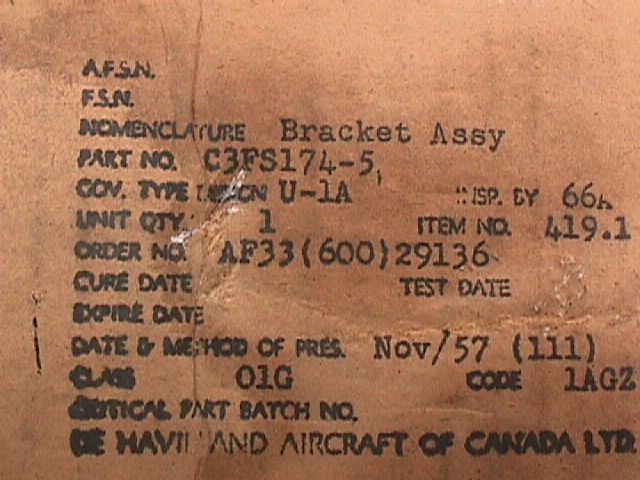 A.F.S.N.
F.S.N.
NOMENCLATURE Bracket Assy
PART NO. C3FS174-5
GOV. TYPE U-1A INSP. BY 66A
UNIT QTY. 1 ITEM NO. 419.1
ORDER NO. AF33(600)29136
CURE DATE TEST DATE
EXPIRE DATE
DATE & METHOD OF PRES. Nov/57 (111)
CLASS 01G CODE 1AGZ
CRITICAL PART BATCH NO.
DE HAVILLAND AIRCRAFT OF CANADA LTD.